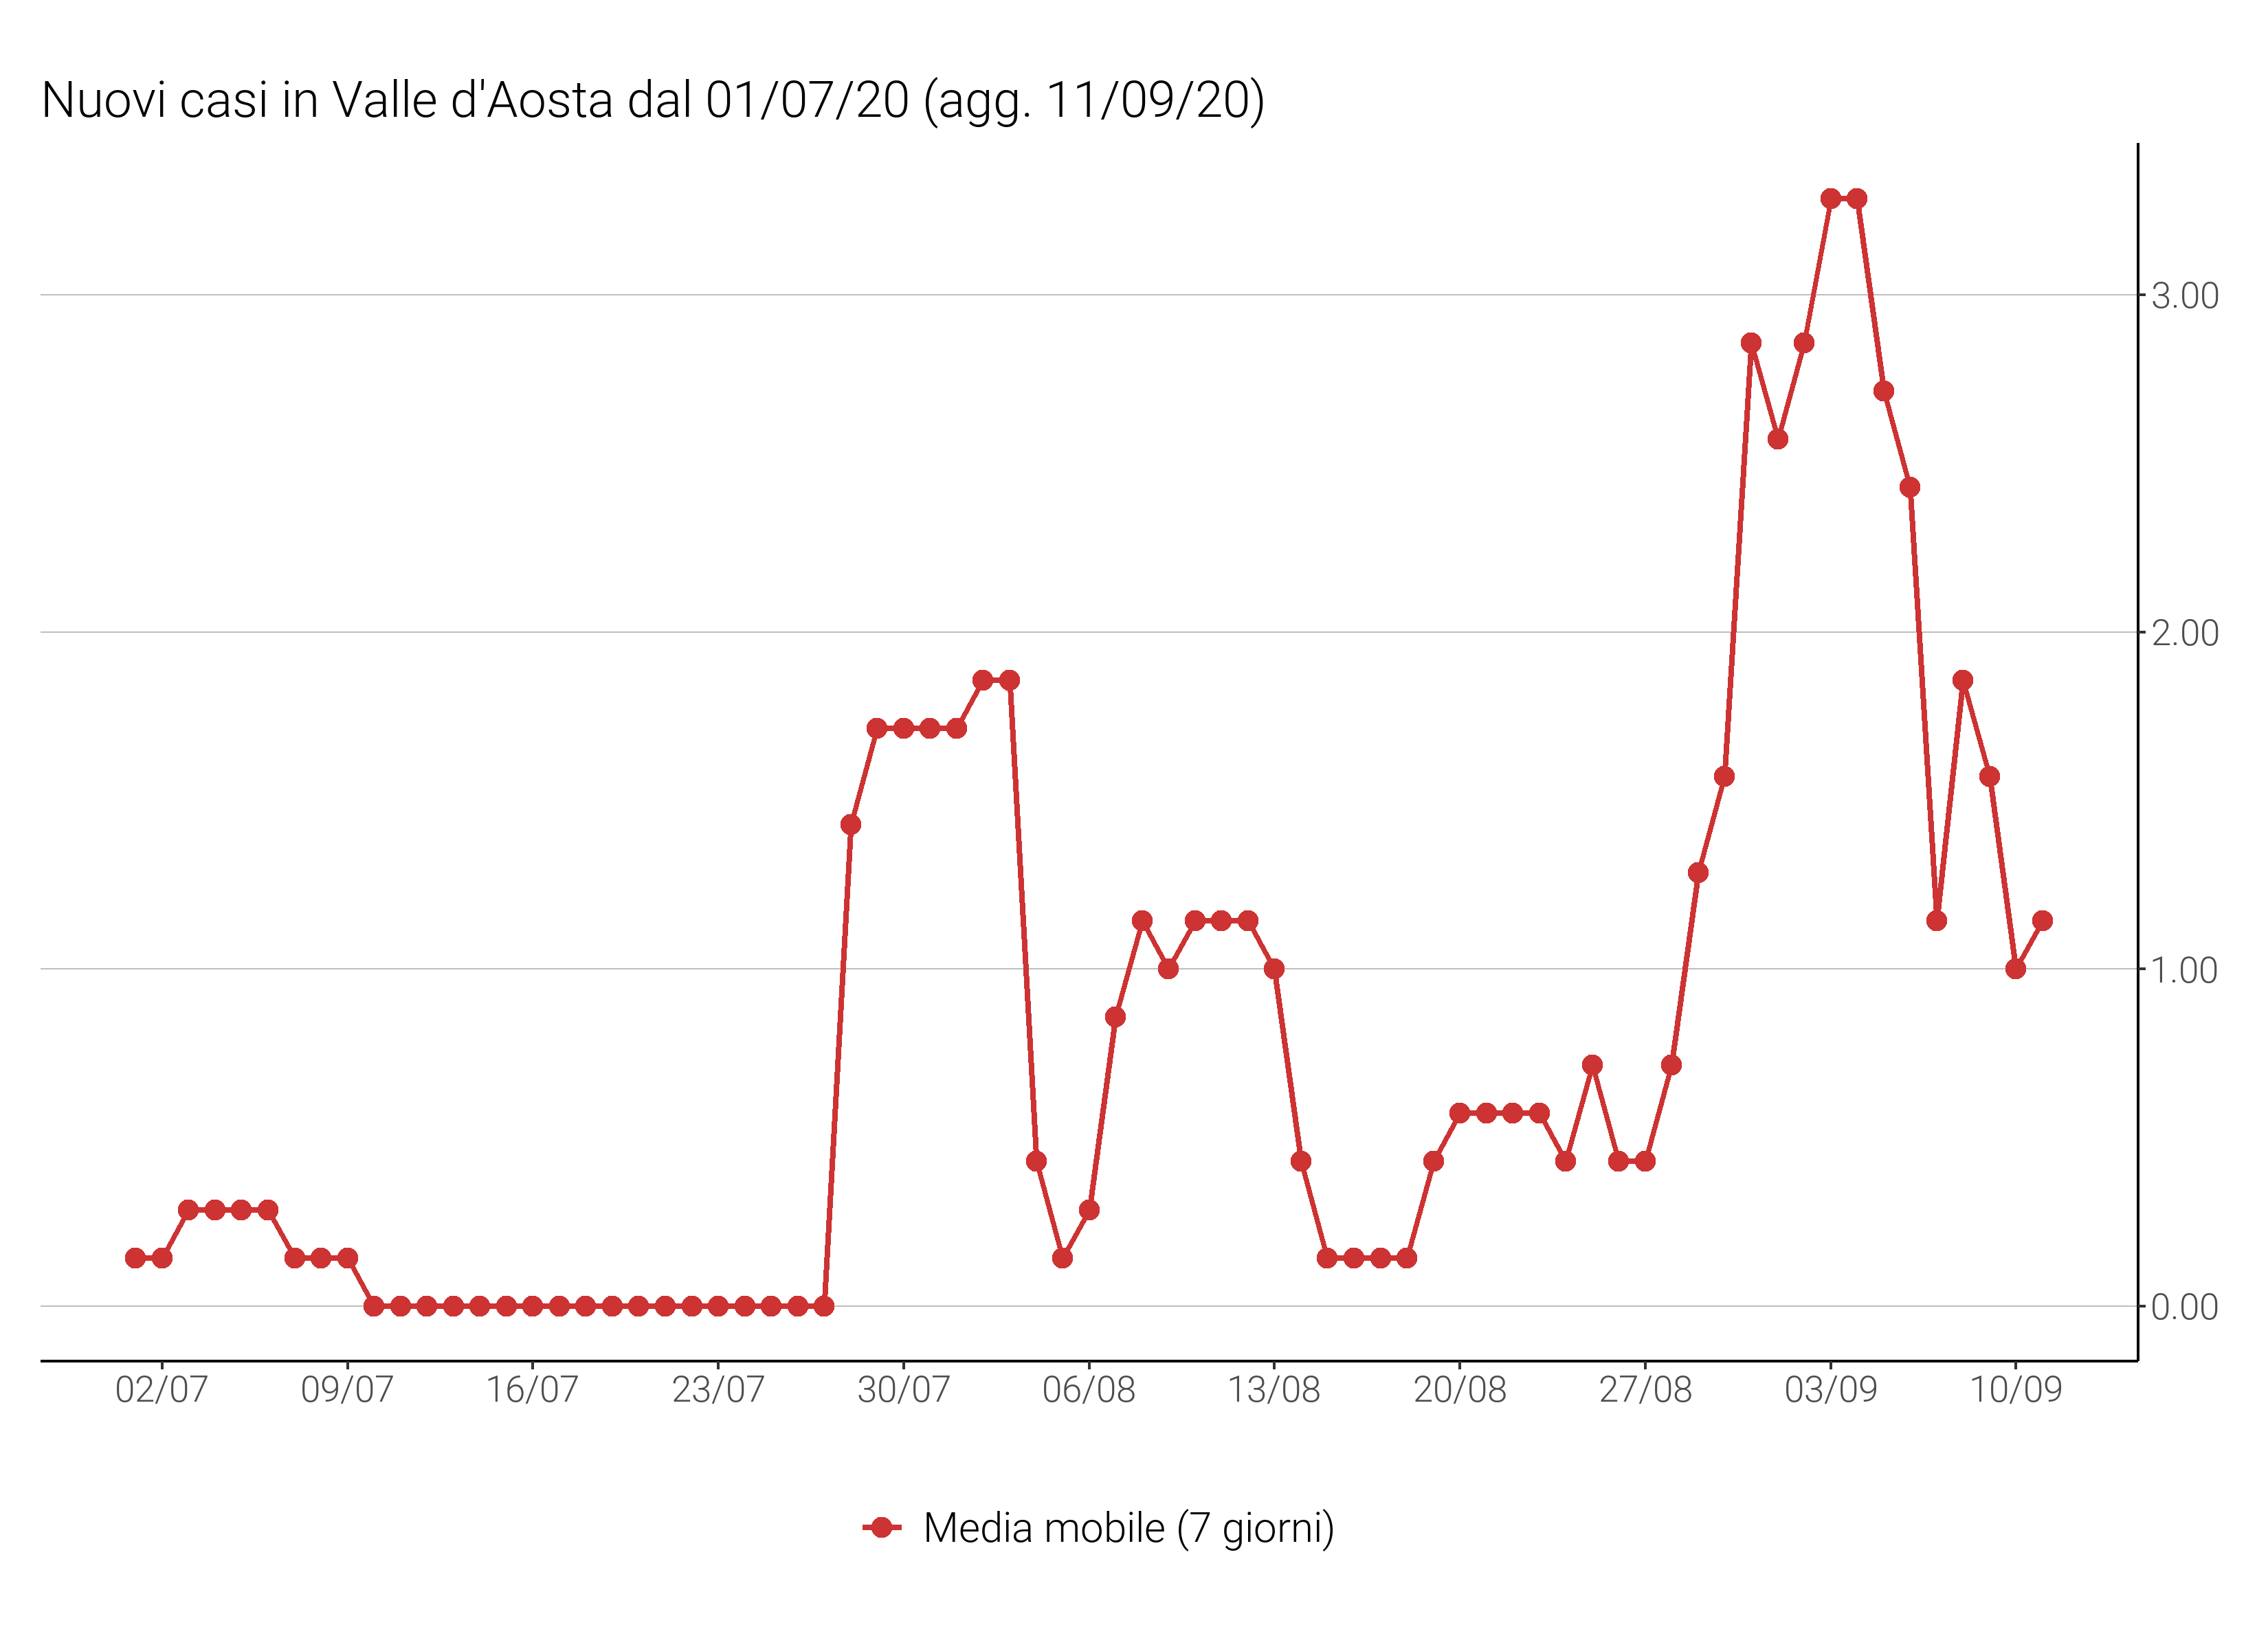 Nuovi casi in Valle d'Aosta dal 01/07/20 (agg. 11/09/20)
3.00
2.00
1.00
0.00
02/07 09/07 16/07 23/07 30/07 06/08 13/08 20/08 27/08 03/09 10/09
Media mobile (7 giorni)